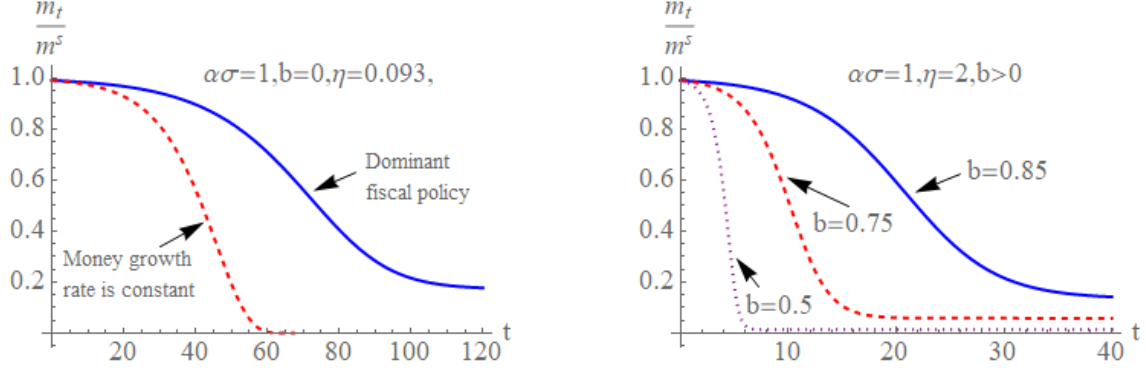 m_t
m^s
ασ=1,b=0,η=0.093,
1.0
0.8
0.6
0.4
0.2
Dominant
fiscal policy
Money growth
rate is constant
20 40 60 80 100 120 t
m_t
m^s
ασ=1,η=2,b>0
1.0
0.8
0.6
0.4
0.2
b=0.85
b=0.75
b=0.5
10 20 30 40 t